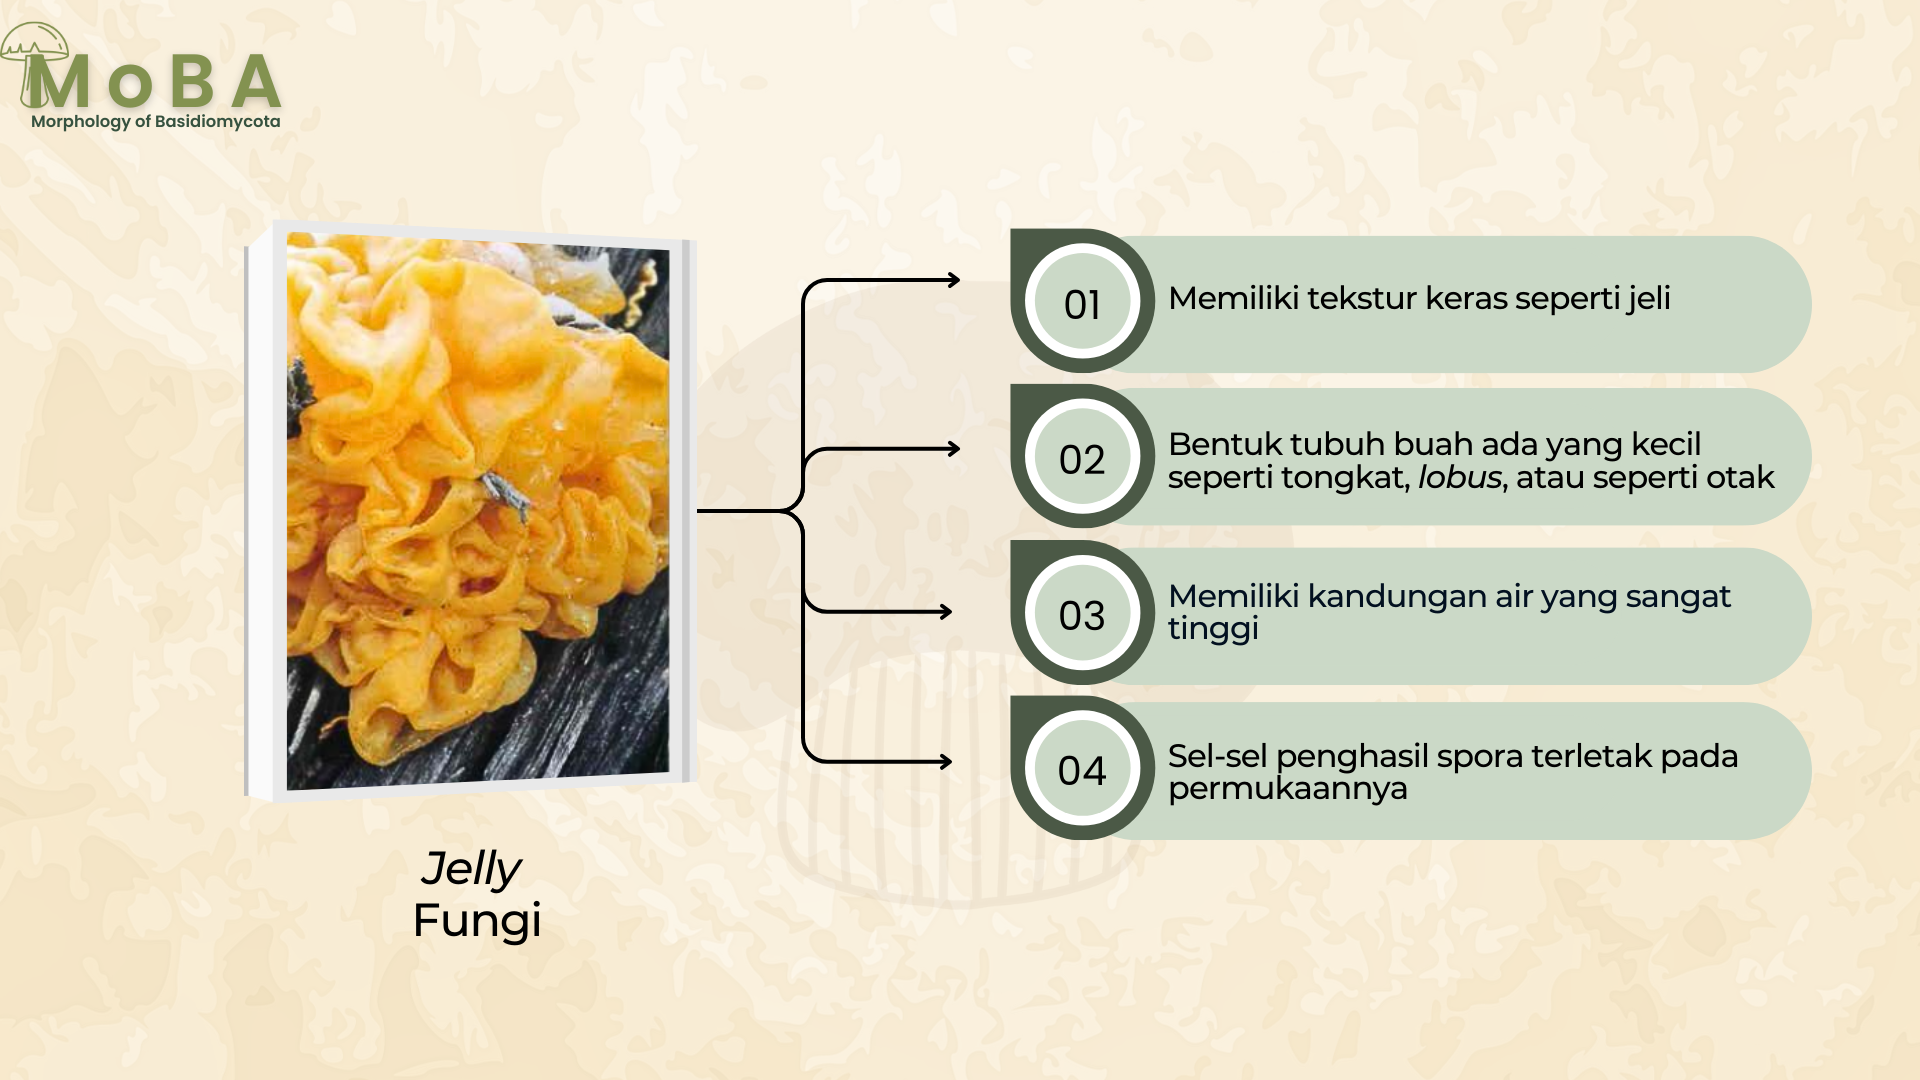 MoBA
Morphology of Basidiomycota
01
Memiliki tekstur keras seperti jeli
02
Bentuk tubuh buah ada yang kecil
seperti tongkat, lobus, atau seperti otak
03
Memiliki kandungan air yang sangat
tinggi
04
Sel-sel penghasil spora terletak pada
permukaannya
Jelly
Fungi